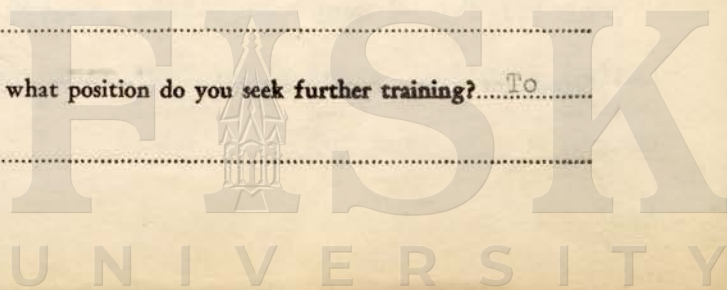 what position do you seek further training?.....To.....
FISK
UNIVERSITY